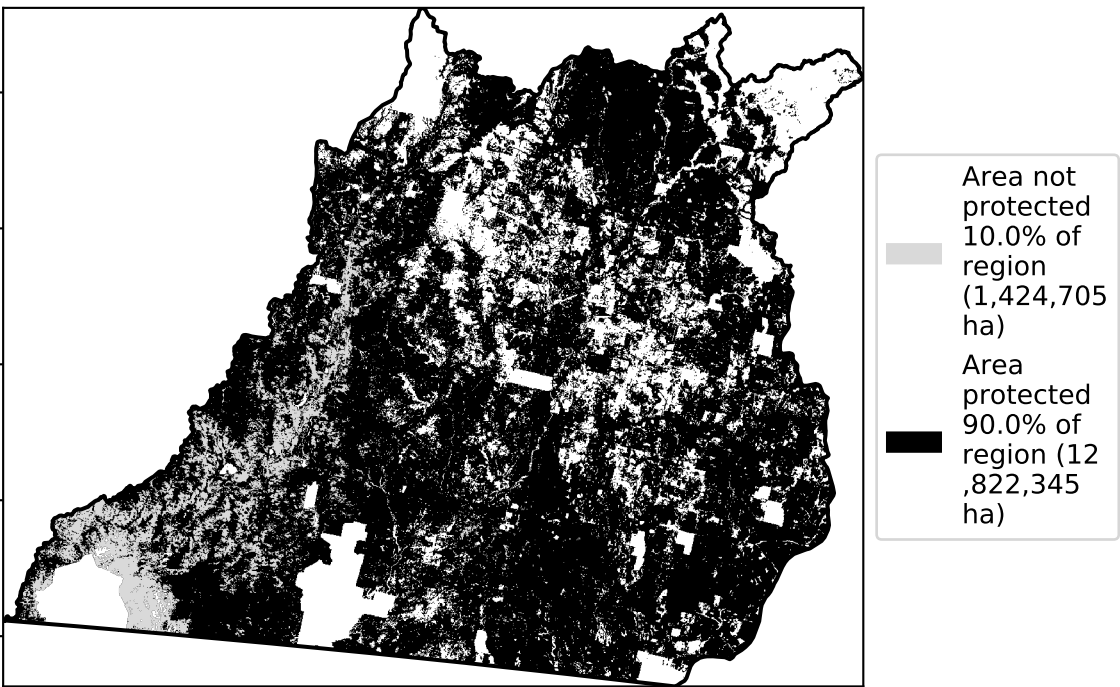 Area not
protected
10.0% of
region
(1,424,705
ha)
Area
protected
90.0% of
region (12
,822,345
ha)